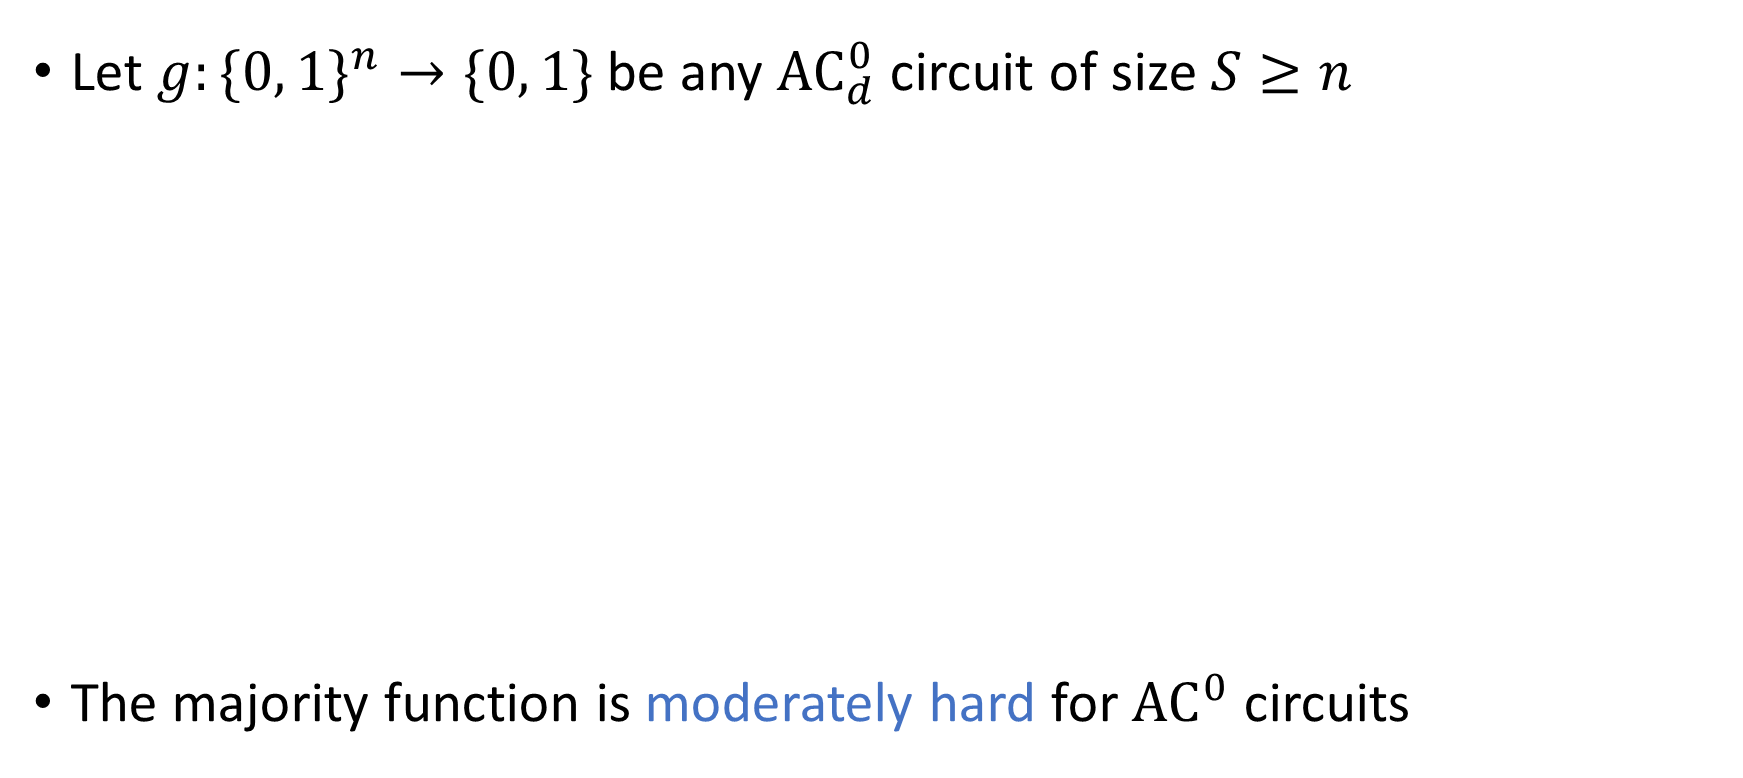 • Let 𝑔: {0, 1}ⁿ → {0, 1} be any AC⁰_𝑑 circuit of size 𝑆 ≥ 𝑛
• The majority function is moderately hard for AC⁰ circuits